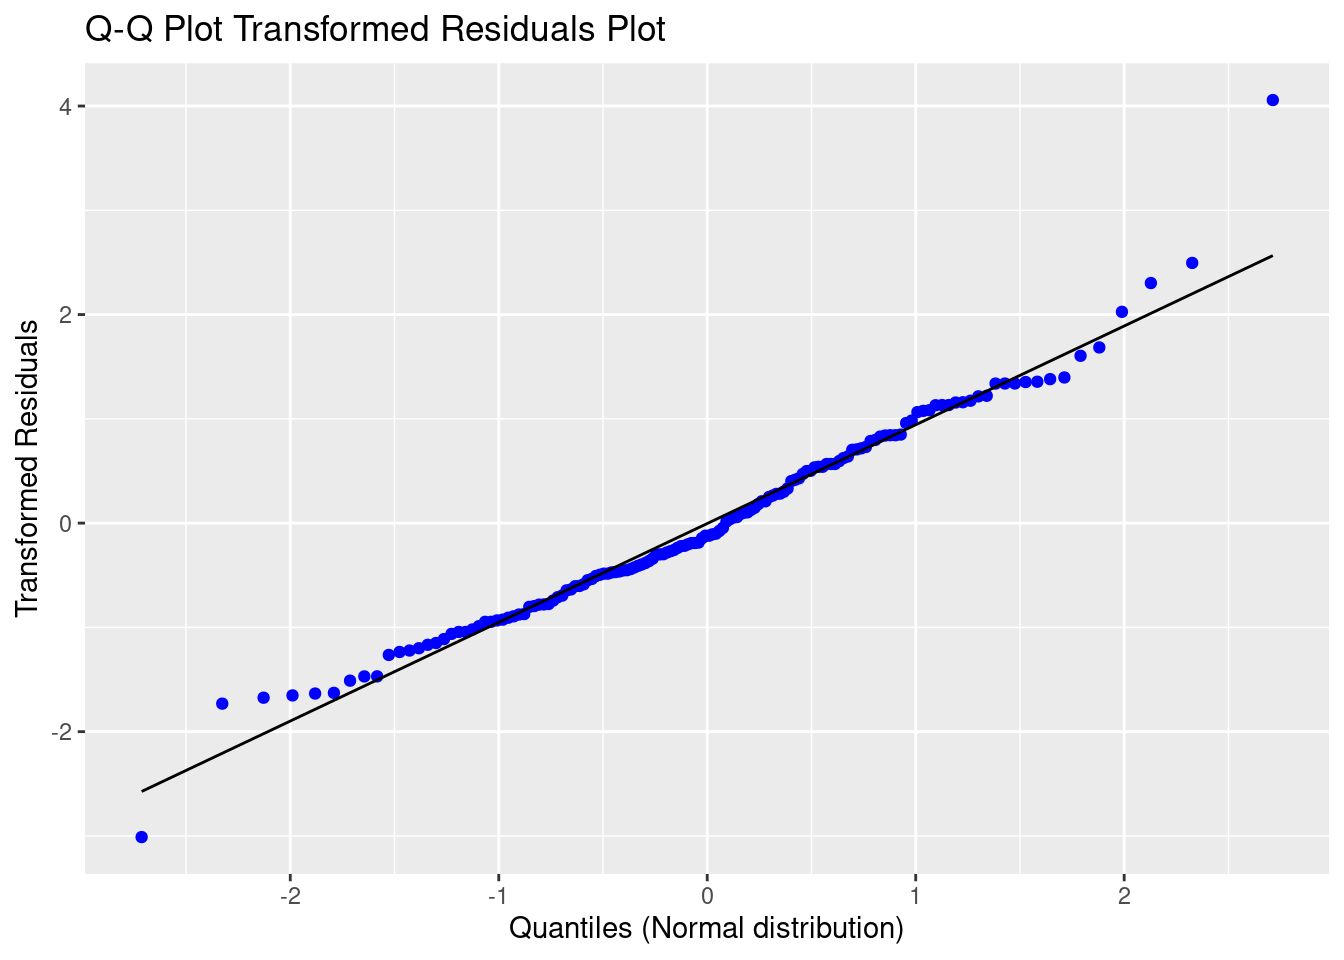 Q-Q Plot Transformed Residuals Plot
4
2
0
-2
Transformed Residuals
-2 -1 0 1 2
Quantiles (Normal distribution)